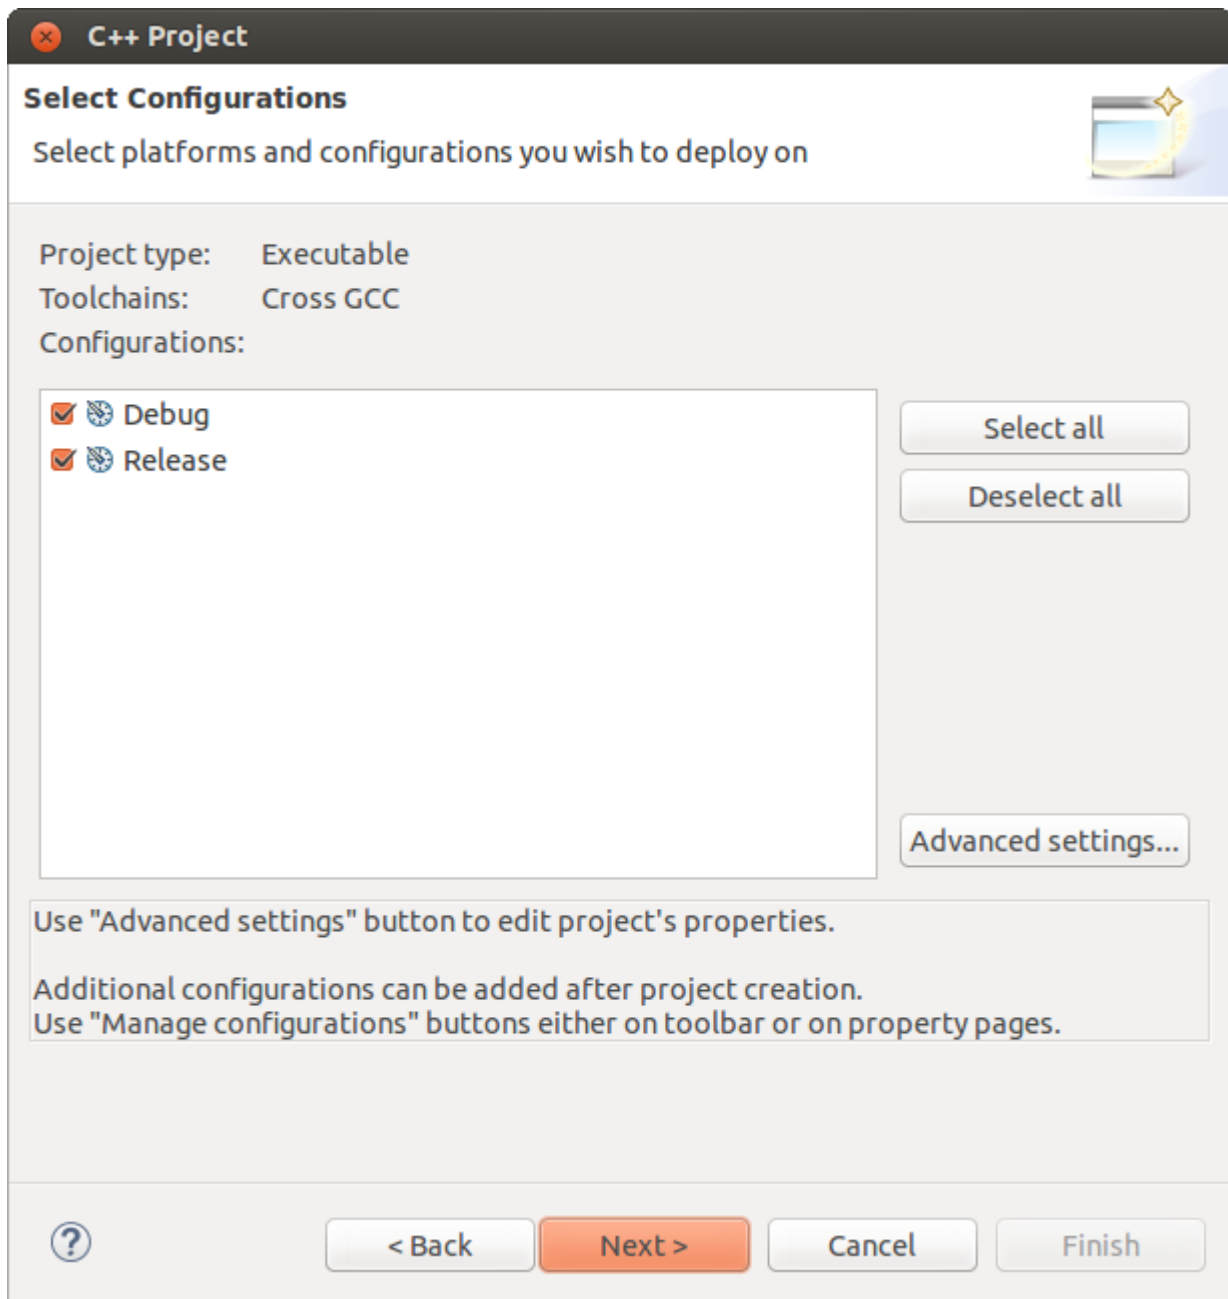 C++ Project
Select Configurations
Select platforms and configurations you wish to deploy on
Project type: Executable
Toolchains: Cross GCC
Configurations:
Debug
Release
Select all
Deselect all
Advanced settings...
Use "Advanced settings" button to edit project's properties.
Additional configurations can be added after project creation.
Use "Manage configurations" buttons either on toolbar or on property pages.
?
< Back
Next >
Cancel
Finish